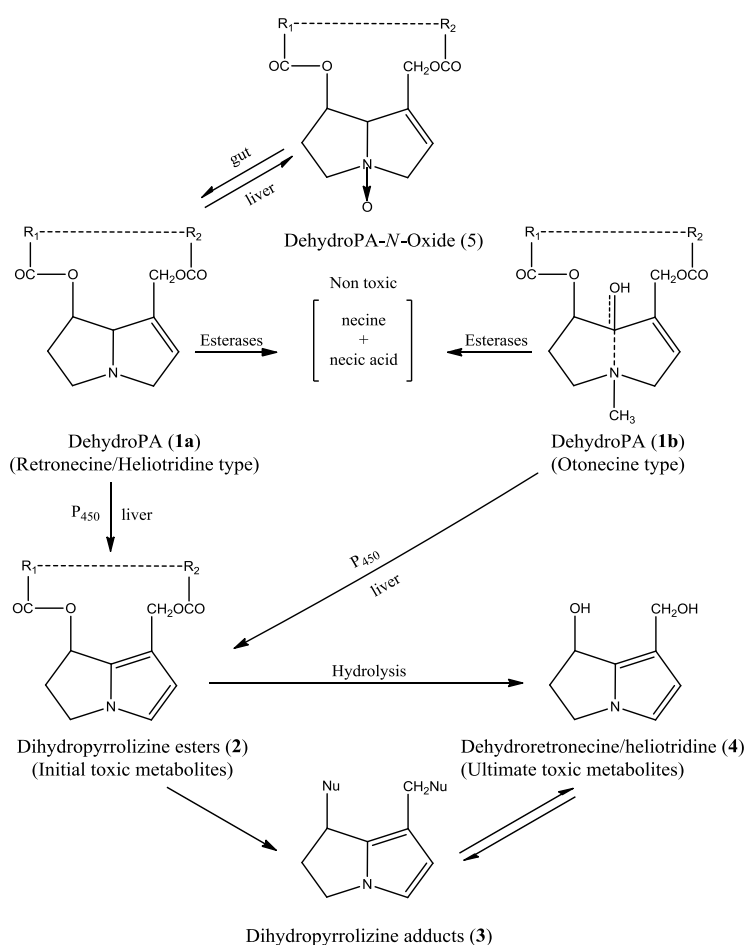 R1 R2
OC O CH2OCO
N
O
gut
liver
DehydroPA-N-Oxide (5)
R1 R2
OC O CH2OCO
N
Esterases
Non toxic
necine
+
necic acid
Esterases
R1 R2
OC O OH CH2OCO
N
CH3
DehydroPA (1a)
(Retronecine/Heliotridine type)
DehydroPA (1b)
(Otonecine type)
P450 liver
P450
liver
R1 R2
OC O CH2OCO
N
Hydrolysis
OH CH2OH
N
Dihydropyrrolizine esters (2)
(Initial toxic metabolites)
Dehydroretronecine/heliotridine (4)
(Ultimate toxic metabolites)
Nu CH2Nu
N
Dihydropyrrolizine adducts (3)